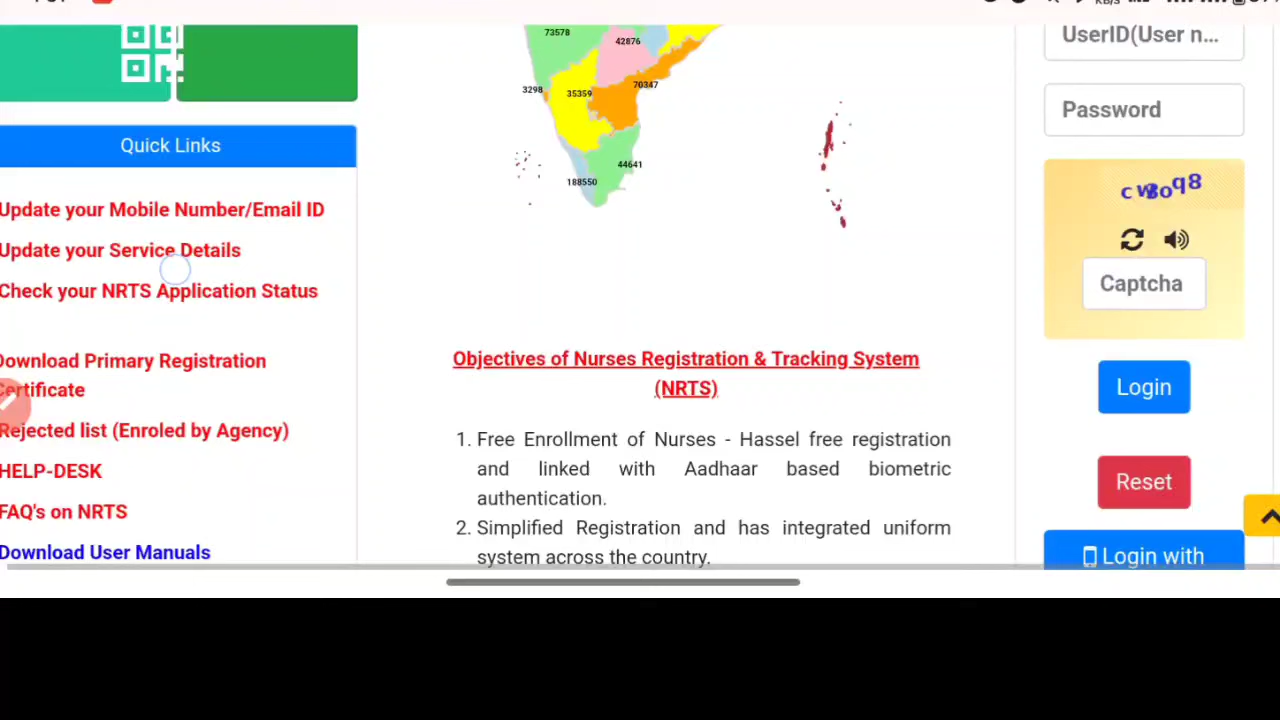 73578
42876
3298
35359
70347
44641
188550
Quick Links
Update your Mobile Number/Email ID
Update your Service Details
Check your NRTS Application Status
Download Primary Registration
Certificate
Rejected list (Enroled by Agency)
HELP-DESK
FAQ's on NRTS
Download User Manuals
Objectives of Nurses Registration & Tracking System
(NRTS)
1. Free Enrollment of Nurses - Hassel free registration
and linked with Aadhaar based biometric
authentication.
2. Simplified Registration and has integrated uniform
system across the country.
UserID(User n...
Password
Captcha
Login
Reset
Login with